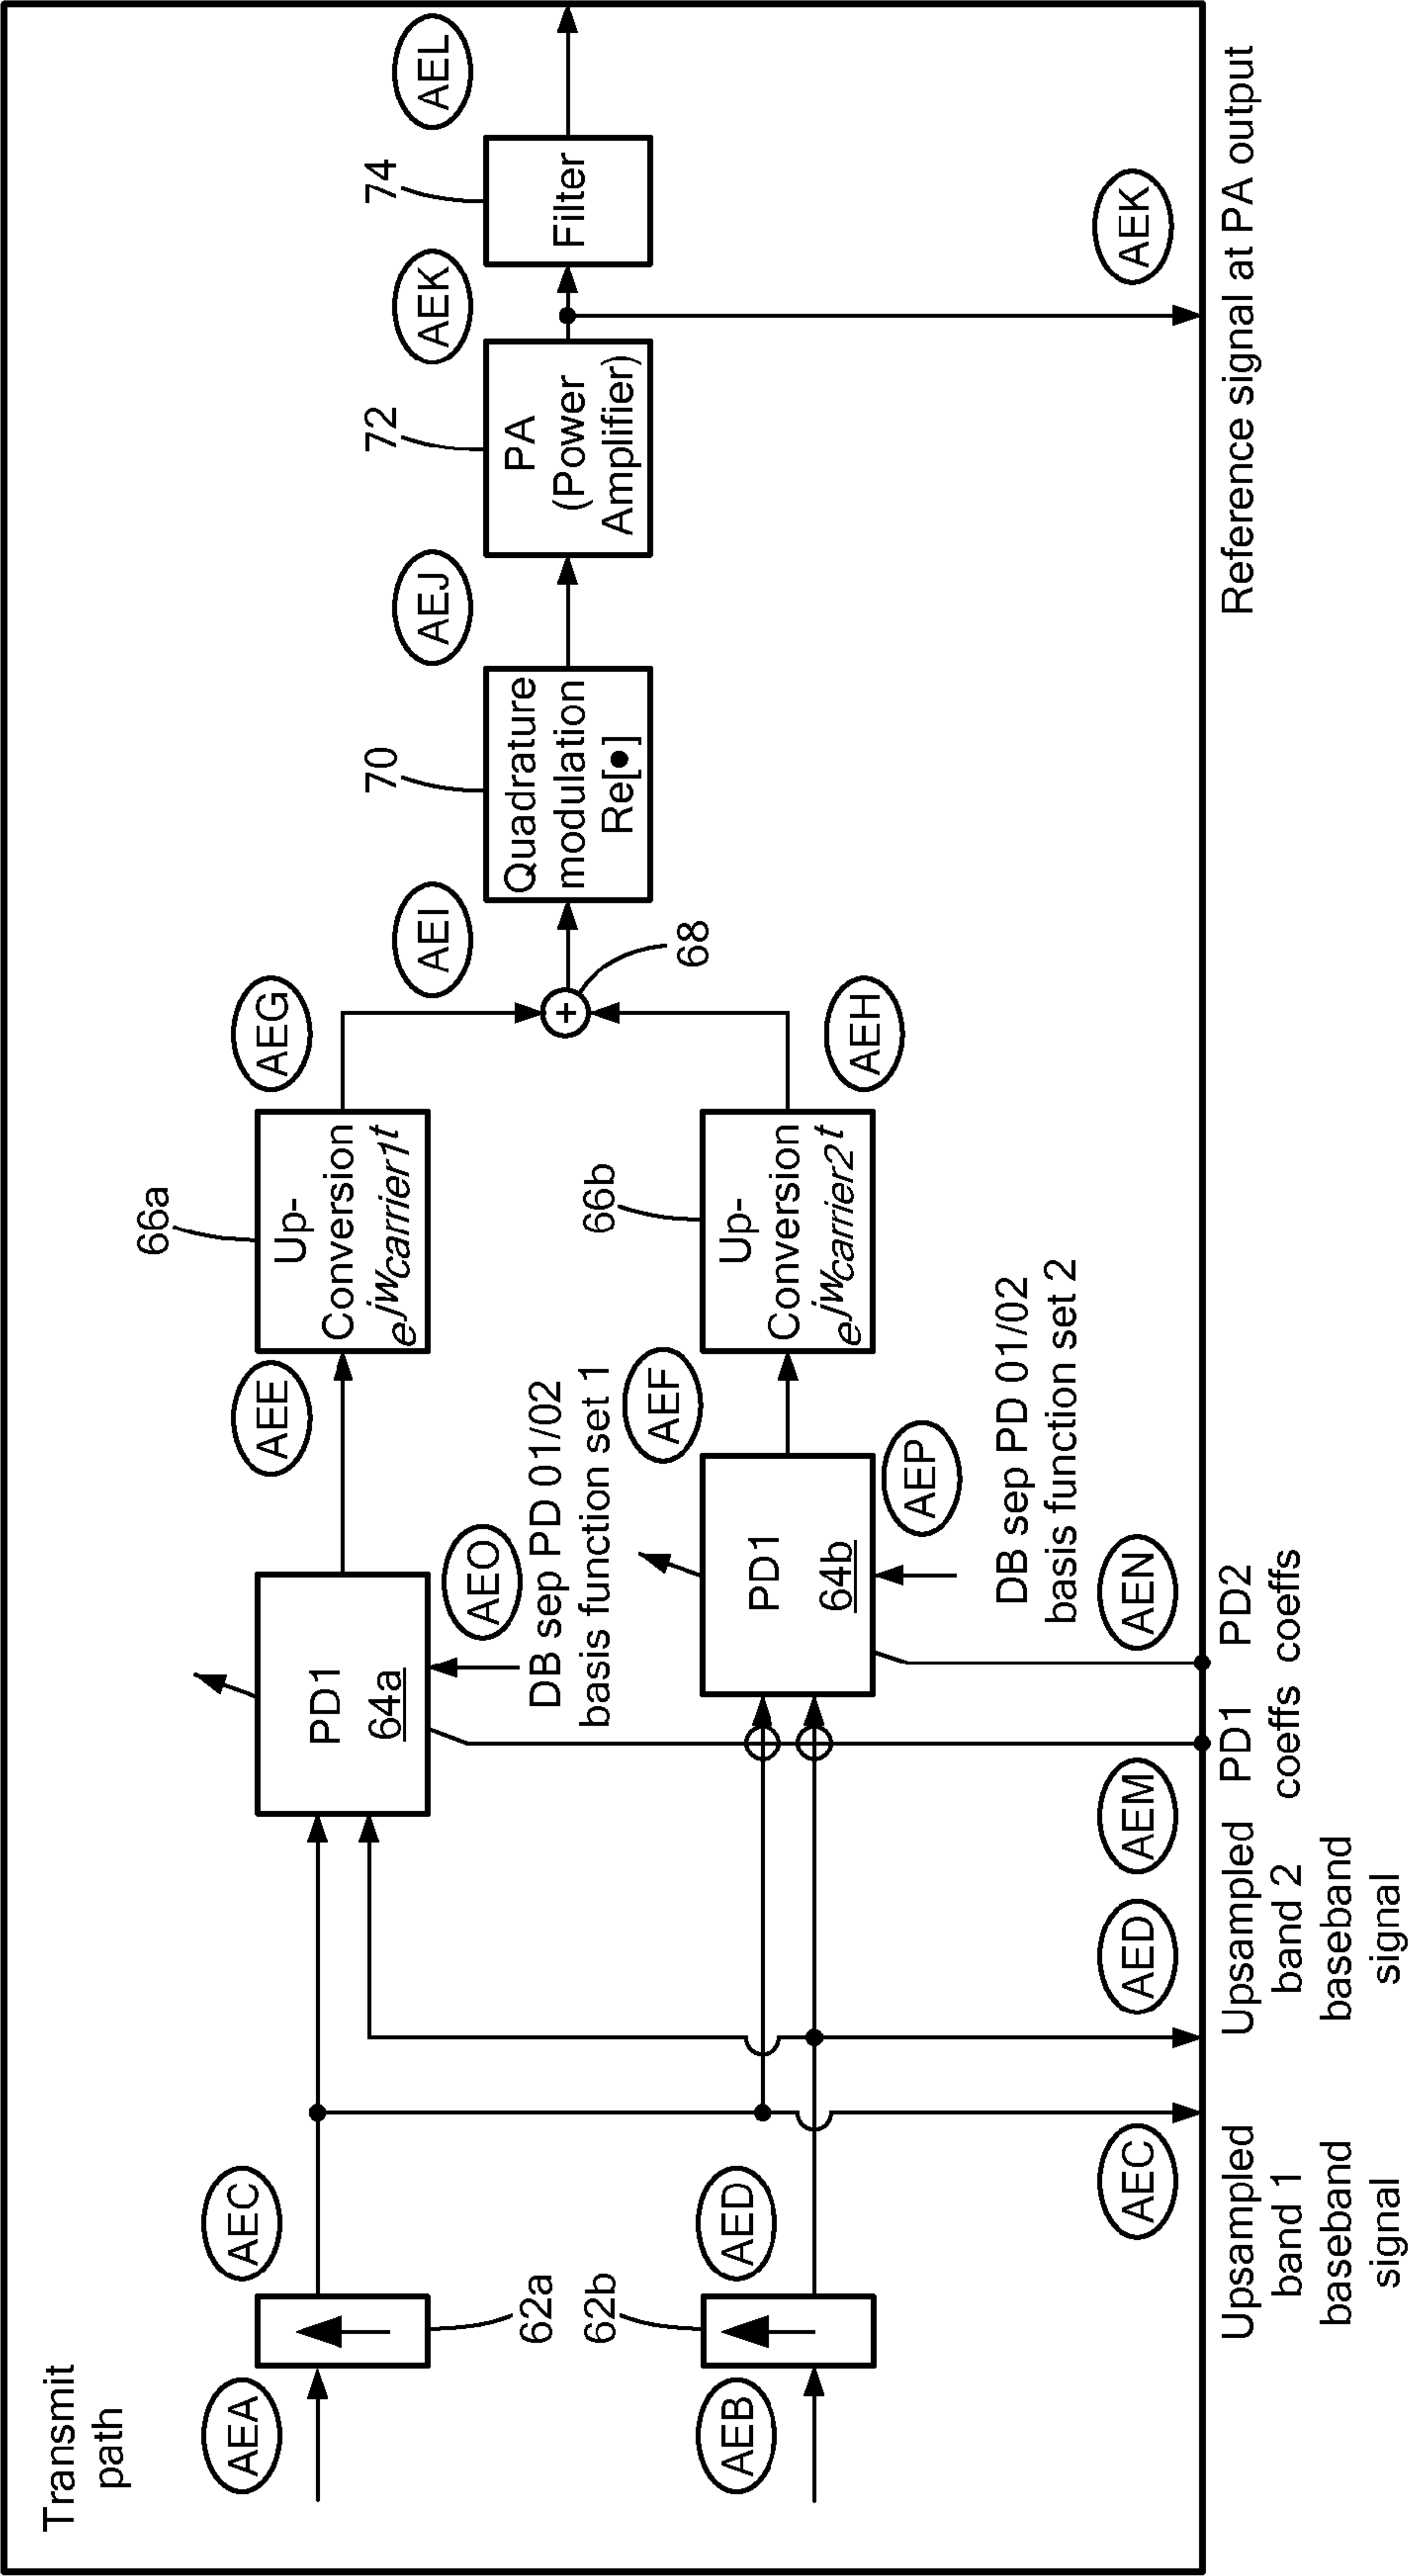 Transmit
path
AEA
AEC
62a
AEB
AED
62b
PD1
64a
AEO
DB sep PD 01/02
basis function set 1
AEE
66a
Up-
Conversion
e^jWcarrier1t
AEG
PD1
64b
AEP
DB sep PD 01/02
basis function set 2
AEF
66b
Up-
Conversion
e^jWcarrier2t
AEH
+
68
AEI
70
Quadrature
modulation
Re[●]
AEJ
72
PA
(Power
Amplifier)
AEK
74
Filter
AEL
AEC
Upsampled
band 1
baseband
signal
AED
Upsampled
band 2
baseband
signal
AEM
PD1
coeffs
AEN
PD2
coeffs
AEK
Reference signal at PA output